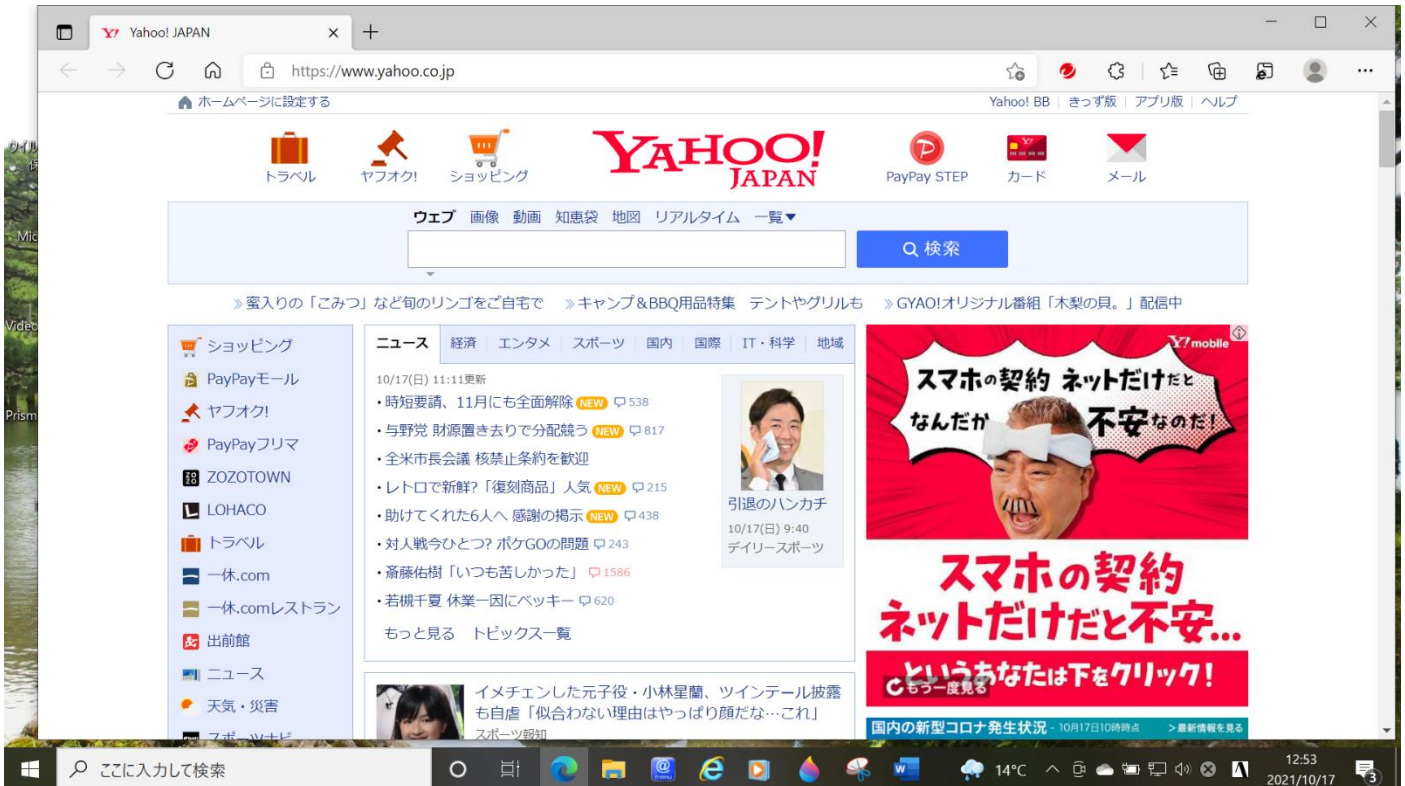 Yahoo! JAPAN
https://www.yahoo.co.jp
ホームページに設定する
Yahoo! BB きっず版 アプリ版 ヘルプ
トラベル ヤフオク! ショッピング
YAHOO!
JAPAN
PayPay STEP カード メール
ウェブ 画像 動画 知恵袋 地図 リアルタイム 一覧▼
検索
»蜜入りの「こみつ」など旬のリンゴをご自宅で »キャンプ&BBQ用品特集 テントやグリルも »GYAO!オリジナル番組「木梨の貝。」配信中
ショッピング
PayPayモール
ヤフオク!
PayPayフリマ
ZOZOTOWN
LOHACO
トラベル
一休.com
一休.comレストラン
出前館
ニュース
天気・災害
スポーツナビ
ニュース 経済 エンタメ スポーツ 国内 国際 IT・科学 地域
10/17(日) 11:11更新
・時短要請、11月にも全面解除 NEW 538
・与野党 財源置き去りで分配競う NEW 817
・全米市長会議 核禁止条約を歓迎
・レトロで新鮮?「復刻商品」人気 NEW 215
・助けてくれた6人へ 感謝の掲示 NEW 438
・対人戦今ひとつ? ポケGOの問題 243
・斎藤佑樹「いつも苦しかった」 1586
・若槻千夏 休業一因にベッキー 620
もっと見る トピックス一覧
引退のハンカチ
10/17(日) 9:40
デイリースポーツ
イメチェンした元子役・小林星蘭、ツインテール披露
も自虐「似合わない理由はやっぱり顔だな…これ」
スポーツ報知
Y!mobile
スマホの契約 ネットだけだと
なんだか 不安なのだ!
スマホの契約
ネットだけだと不安...
というあなたは下をクリック!
もう一度見る
国内の新型コロナ発生状況 - 10月17日10時時点 >最新情報を見る
Mic
Video
Prism
ここに入力して検索
menu
14°C
12:53
2021/10/17
3